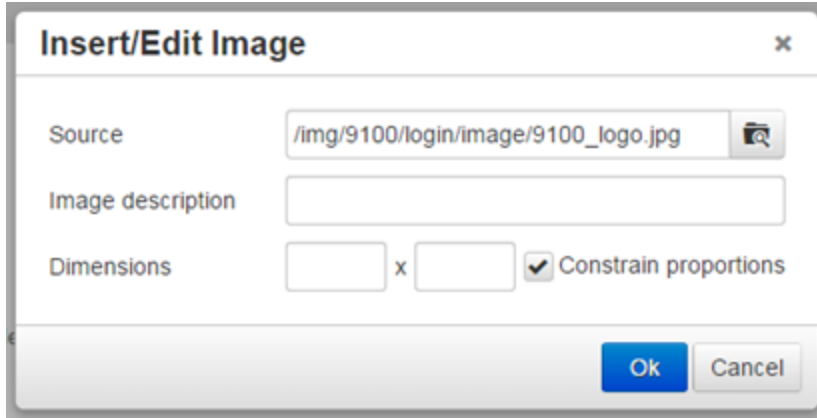 Insert/Edit Image ×
Source /img/9100/login/image/9100_logo.jpg
Image description
Dimensions x Constrain proportions
Ok Cancel